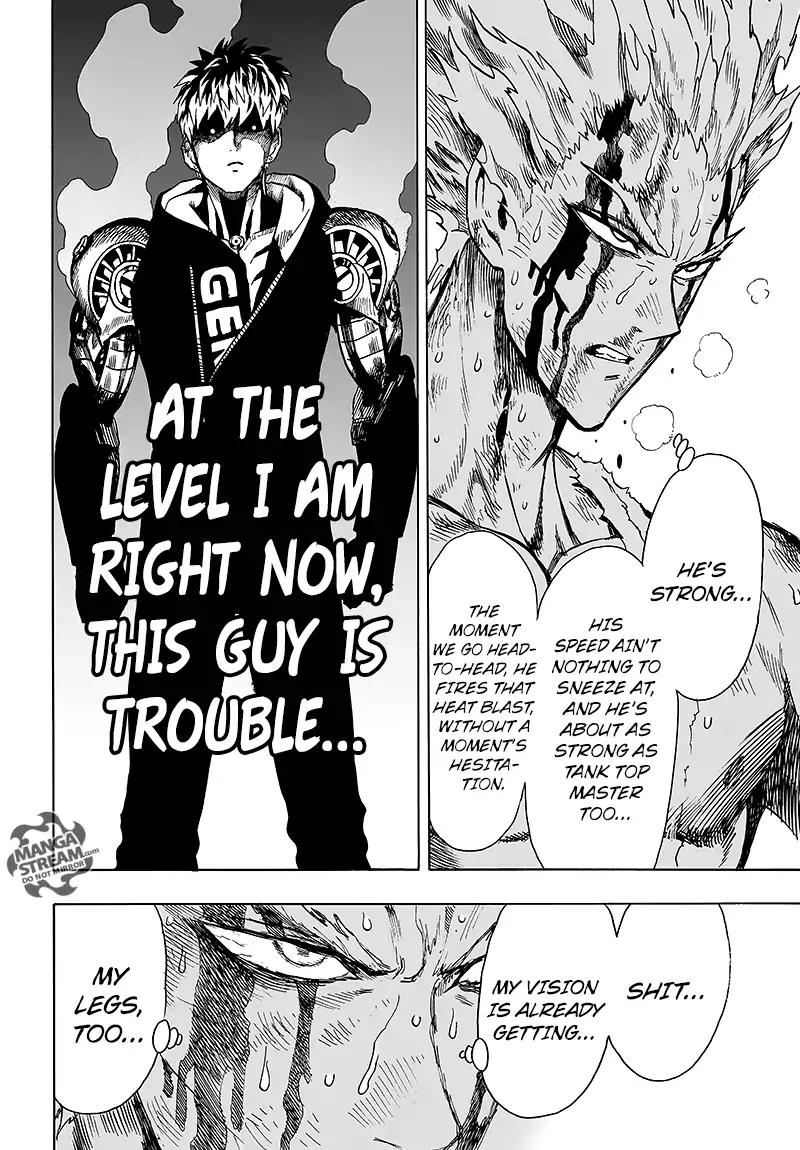 HE'S
STRONG...
HIS
SPEED AIN'T
NOTHING TO
SNEEZE AT,
AND HE'S
ABOUT AS
STRONG AS
TANK TOP
MASTER
TOO...
THE
MOMENT
WE GO HEAD-
TO-HEAD, HE
FIRES THAT
HEAT BLAST,
WITHOUT A
MOMENT'S
HESITA-
TION.
GEN
AT THE
LEVEL I AM
RIGHT NOW,
THIS GUY IS
TROUBLE...
MANGA
STREAM.com
DO NOT MIRROR
SHIT...
MY VISION
IS ALREADY
GETTING...
MY
LEGS,
TOO...